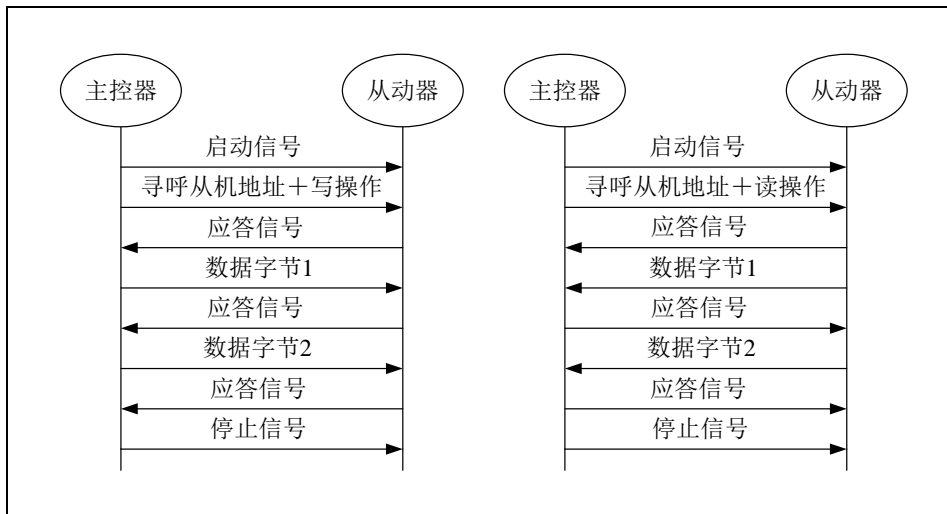 主控器
从动器
启动信号
寻呼从机地址＋写操作
应答信号
数据字节1
应答信号
数据字节2
应答信号
停止信号
主控器
从动器
启动信号
寻呼从机地址＋读操作
应答信号
数据字节1
应答信号
数据字节2
应答信号
停止信号